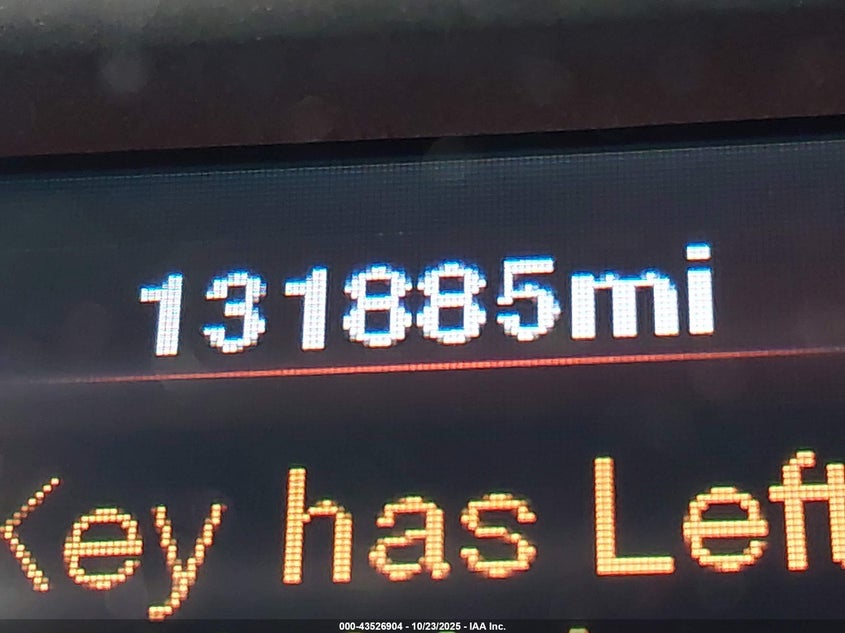 131885mi
Key has Left
000-43526904 - 10/23/2025 - IAA Inc.